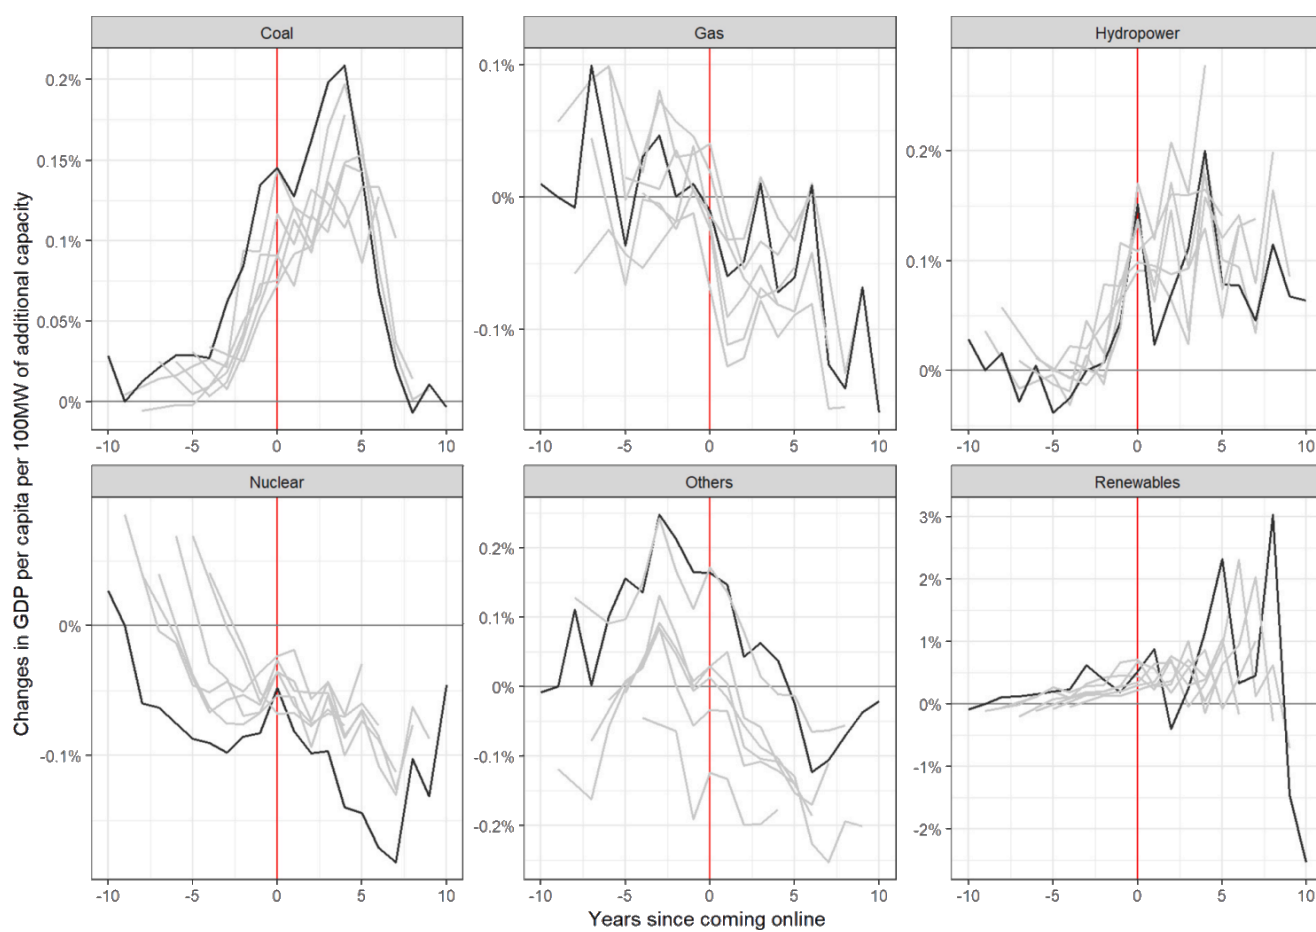 Coal
Gas
Hydropower
0.2%
0.15%
0.1%
0.05%
0%
-10 -5 0 5 10
0.1%
0%
-0.1%
-10 -5 0 5 10
0.2%
0.1%
0%
-10 -5 0 5 10
Nuclear
Others
Renewables
0%
-0.1%
-10 -5 0 5 10
0.2%
0.1%
0%
-0.1%
-0.2%
-10 -5 0 5 10
3%
2%
1%
0%
-1%
-2%
-10 -5 0 5 10
Changes in GDP per capita per 100MW of additional capacity
Years since coming online